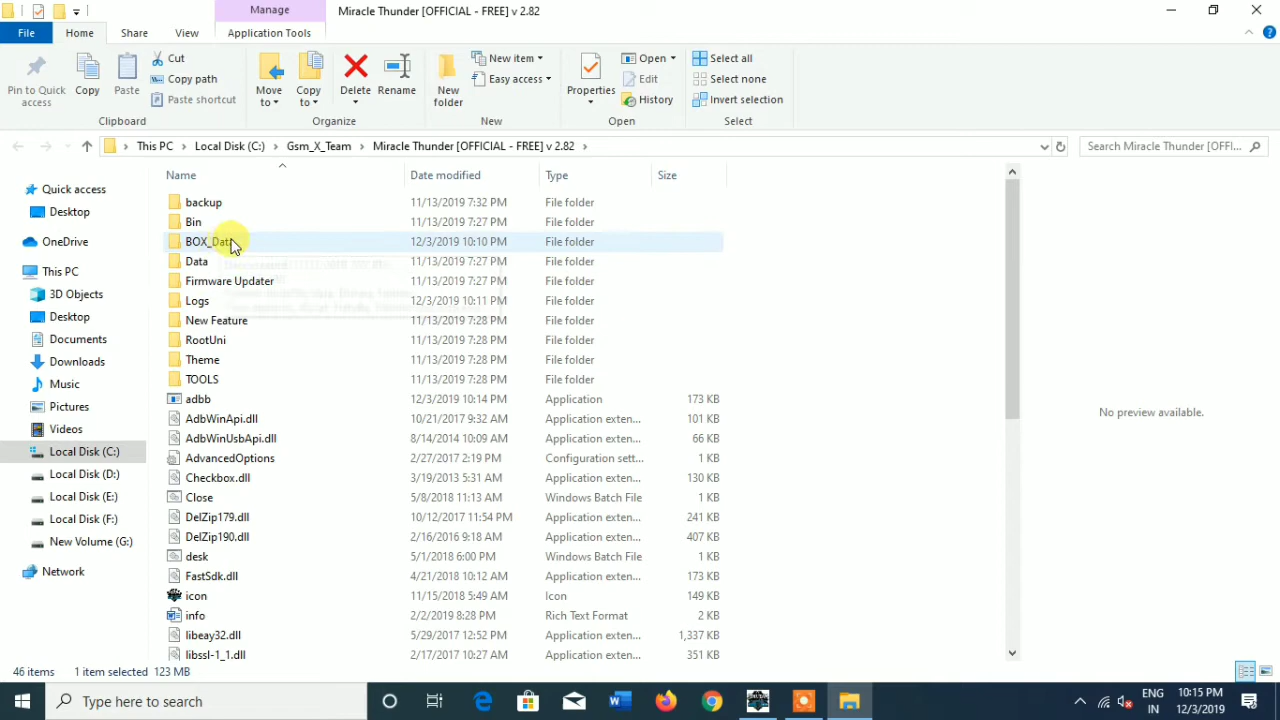 Manage
Miracle Thunder [OFFICIAL - FREE] v 2.82
File
Home
Share
View
Application Tools
Pin to Quick access
Copy
Paste
Cut
Copy path
Paste shortcut
Move to
Copy to
Delete
Rename
New folder
New item
Easy access
Properties
Open
Edit
History
Select all
Select none
Invert selection
Clipboard
Organize
New
Open
Select
This PC
Local Disk (C:)
Gsm_X_Team
Miracle Thunder [OFFICIAL - FREE] v 2.82
Search Miracle Thunder [OFFI...
Quick access
Desktop
OneDrive
This PC
3D Objects
Desktop
Documents
Downloads
Music
Pictures
Videos
Local Disk (C:)
Local Disk (D:)
Local Disk (E:)
Local Disk (F:)
New Volume (G:)
Network
Name Date modified Type Size
backup 11/13/2019 7:32 PM File folder
Bin 11/13/2019 7:27 PM File folder
BOX_Data 12/3/2019 10:10 PM File folder
Data 11/13/2019 7:27 PM File folder
Firmware Updater 11/13/2019 7:27 PM File folder
Logs 12/3/2019 10:11 PM File folder
New Feature 11/13/2019 7:28 PM File folder
RootUni 11/13/2019 7:28 PM File folder
Theme 11/13/2019 7:28 PM File folder
TOOLS 11/13/2019 7:28 PM File folder
adbb 12/3/2019 10:14 PM Application 173 KB
AdbWinApi.dll 10/21/2017 9:32 AM Application exten... 101 KB
AdbWinUsbApi.dll 8/14/2014 10:09 AM Application exten... 66 KB
AdvancedOptions 2/27/2017 2:19 PM Configuration sett... 1 KB
Checkbox.dll 3/19/2013 5:31 AM Application exten... 130 KB
Close 5/8/2018 11:13 AM Windows Batch File 1 KB
DelZip179.dll 10/12/2017 11:54 PM Application exten... 241 KB
DelZip190.dll 2/16/2016 9:18 AM Application exten... 407 KB
desk 5/1/2018 6:00 PM Windows Batch File 1 KB
FastSdk.dll 4/21/2018 10:12 AM Application exten... 173 KB
icon 11/15/2018 5:49 AM Icon 149 KB
info 2/2/2019 8:28 PM Rich Text Format 2 KB
libeay32.dll 5/29/2017 12:52 PM Application exten... 1,337 KB
libssl-1_1.dll 2/17/2017 10:27 AM Application exten... 351 KB
No preview available.
46 items 1 item selected 123 MB
Type here to search
ENG
IN
10:15 PM
12/3/2019